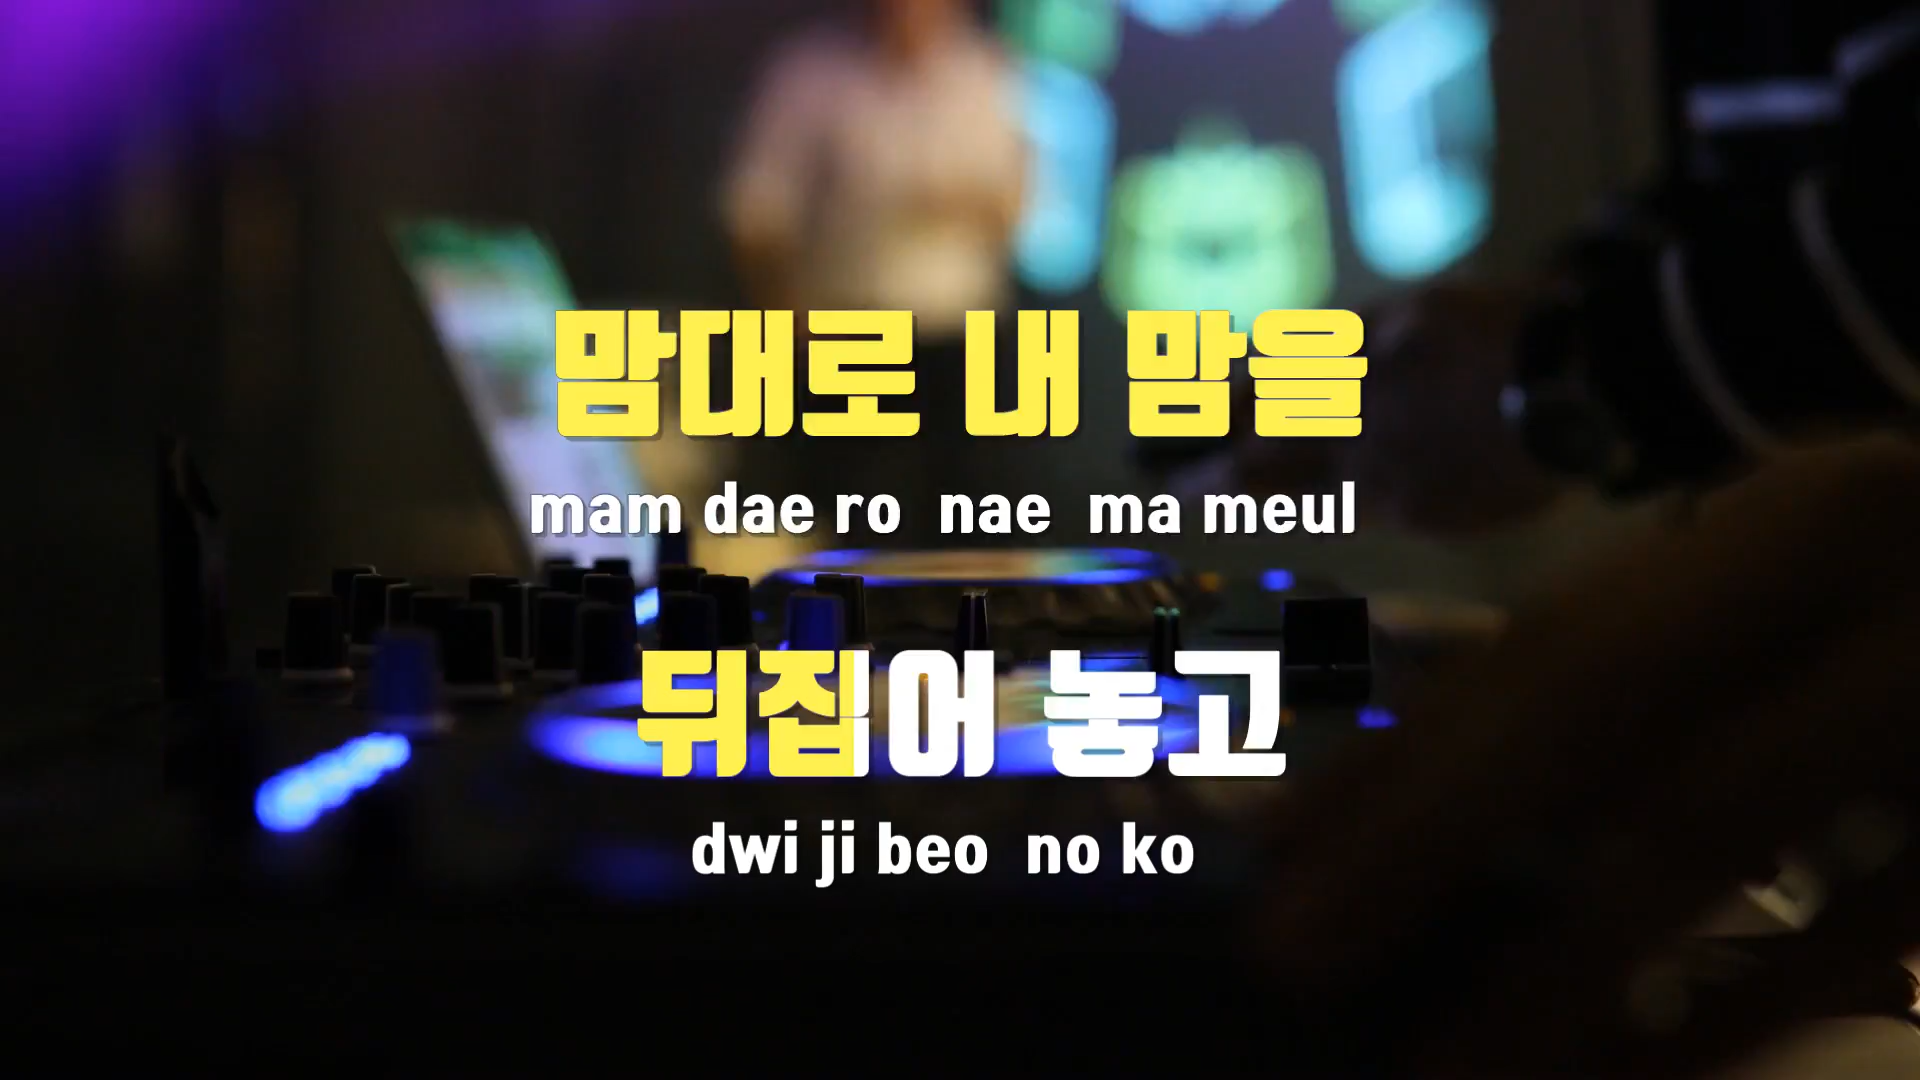 맘대로 내 맘을
mam dae ro nae ma meul
뒤집어 놓고
dwi ji beo no ko